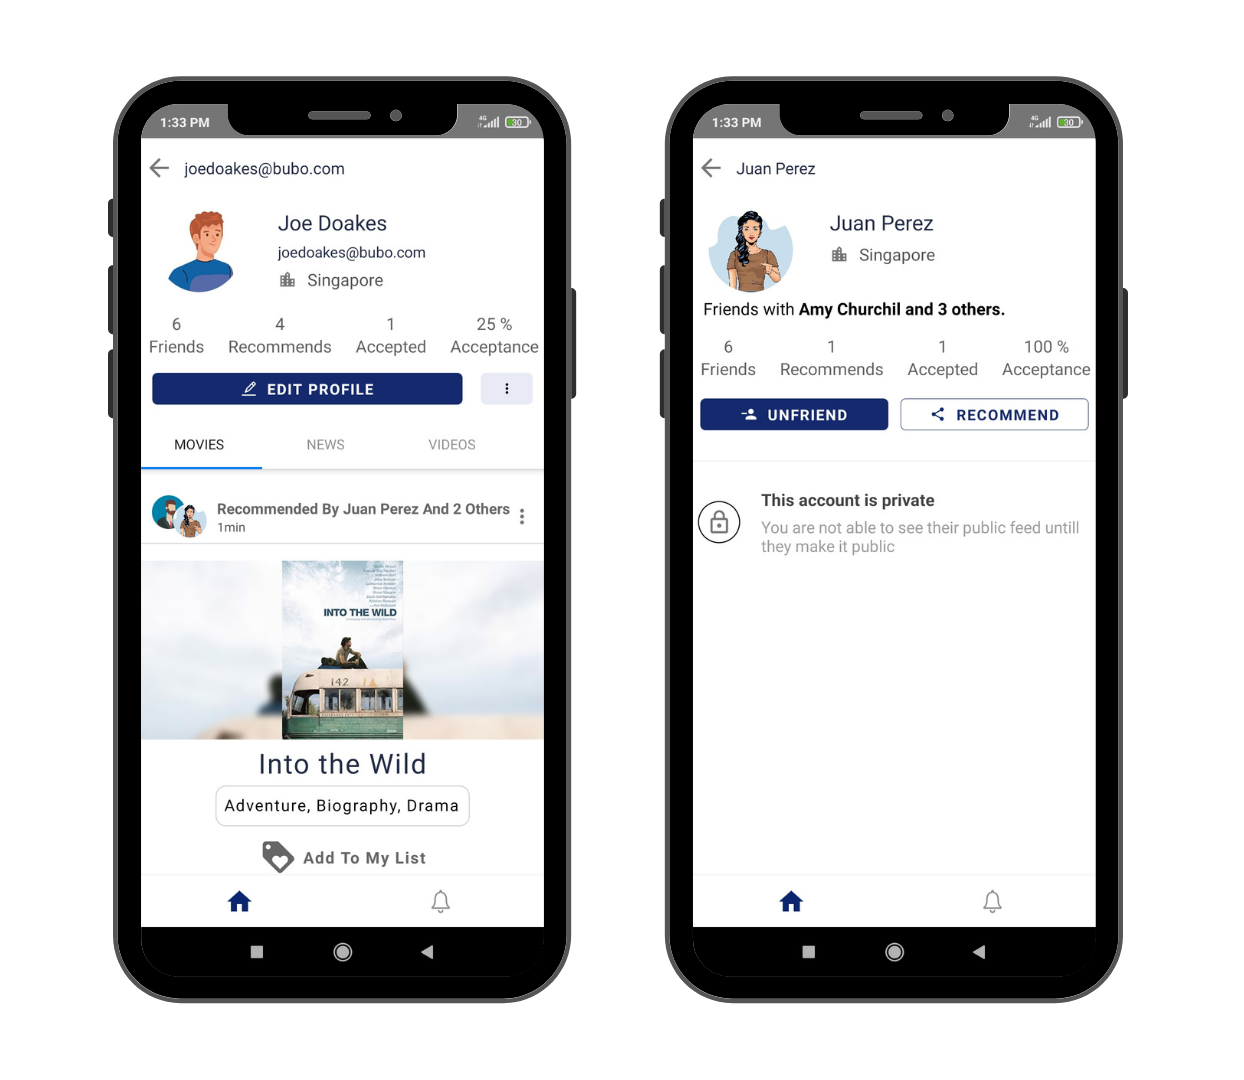 1:33 PM
4G
30
joedoakes@bubo.com
Joe Doakes
joedoakes@bubo.com
Singapore
6 4 1 25 %
Friends Recommends Accepted Acceptance
EDIT PROFILE
MOVIES NEWS VIDEOS
Recommended By Juan Perez And 2 Others
1min
INTO THE WILD
142
Into the Wild
Adventure, Biography, Drama
Add To My List
1:33 PM
4G
30
Juan Perez
Juan Perez
Singapore
Friends with Amy Churchil and 3 others.
6 1 1 100 %
Friends Recommends Accepted Acceptance
UNFRIEND RECOMMEND
This account is private
You are not able to see their public feed untill
they make it public